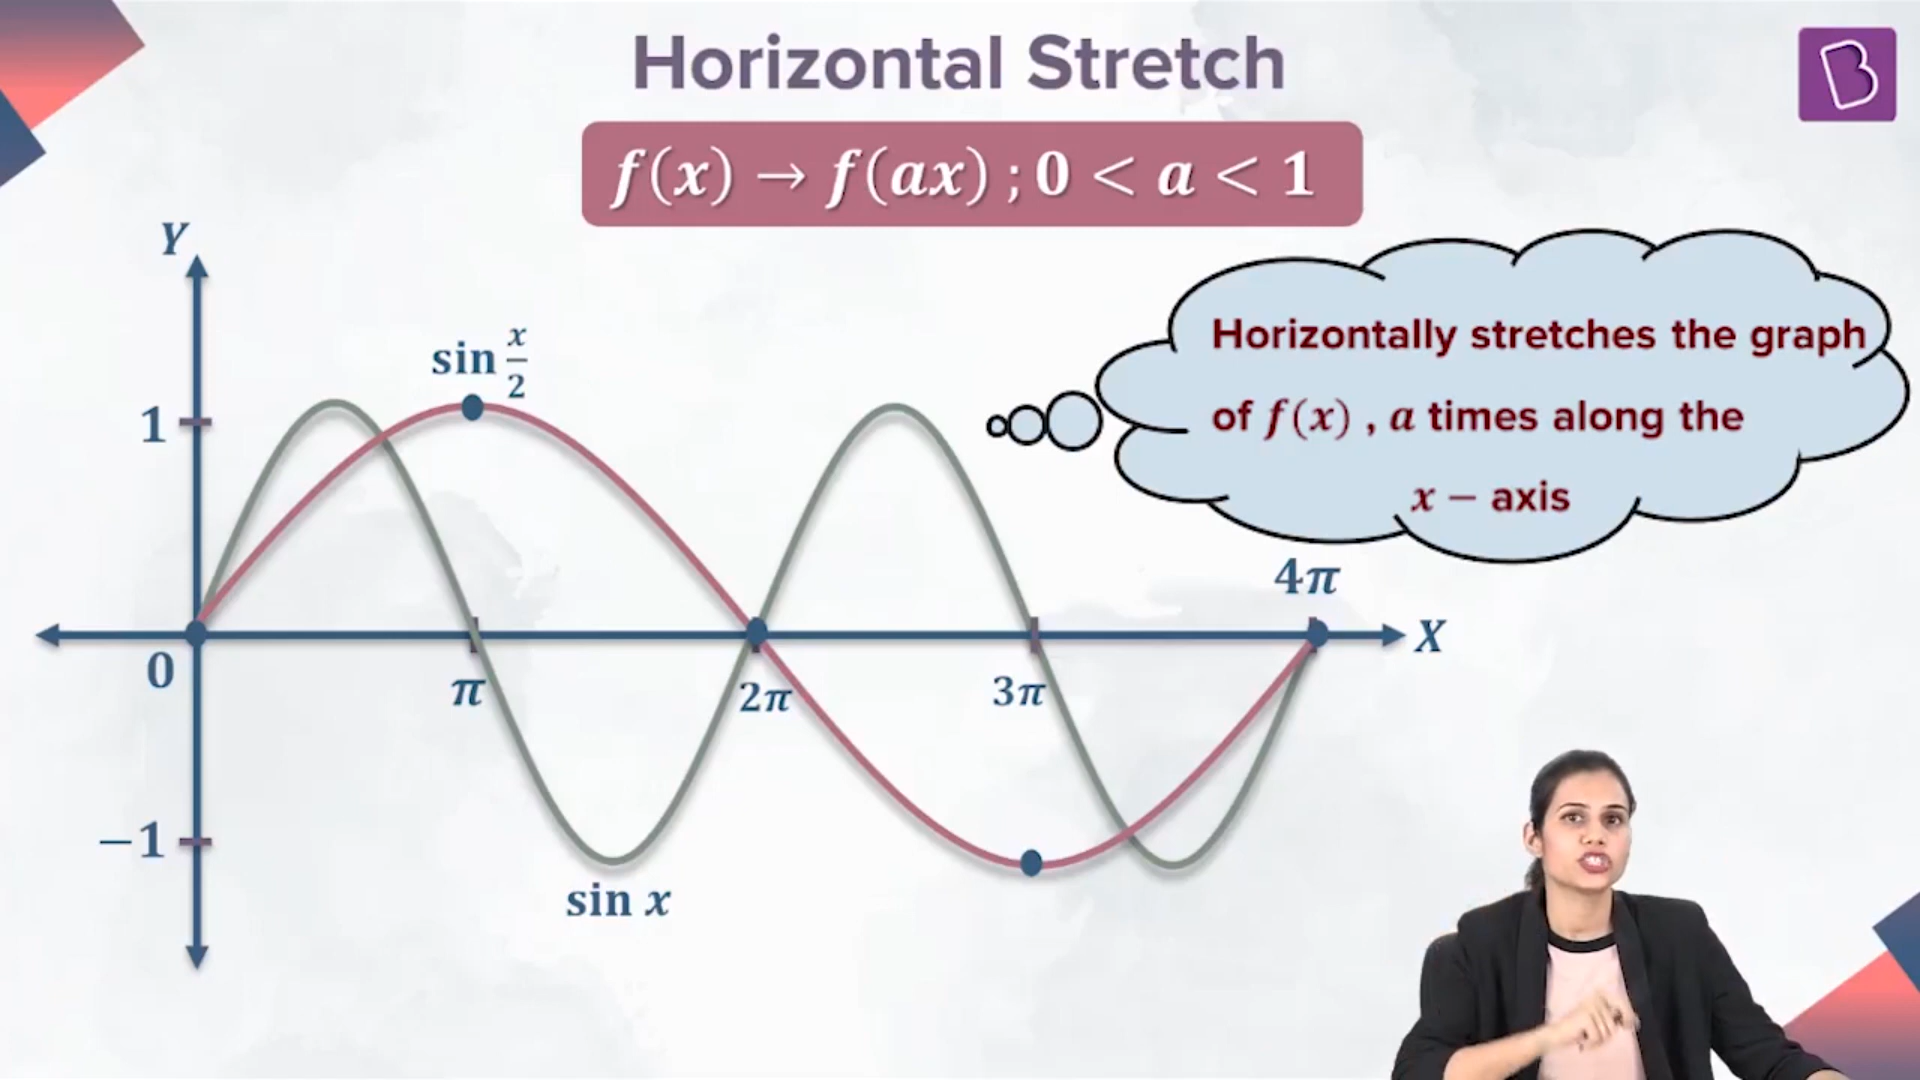 Horizontal Stretch
f(x) → f(ax) ; 0 < a < 1
Y
sin x/2
Horizontally stretches the graph
of f(x) , a times along the
x – axis
1
4π
X
0
π
2π
3π
−1
sin x
B